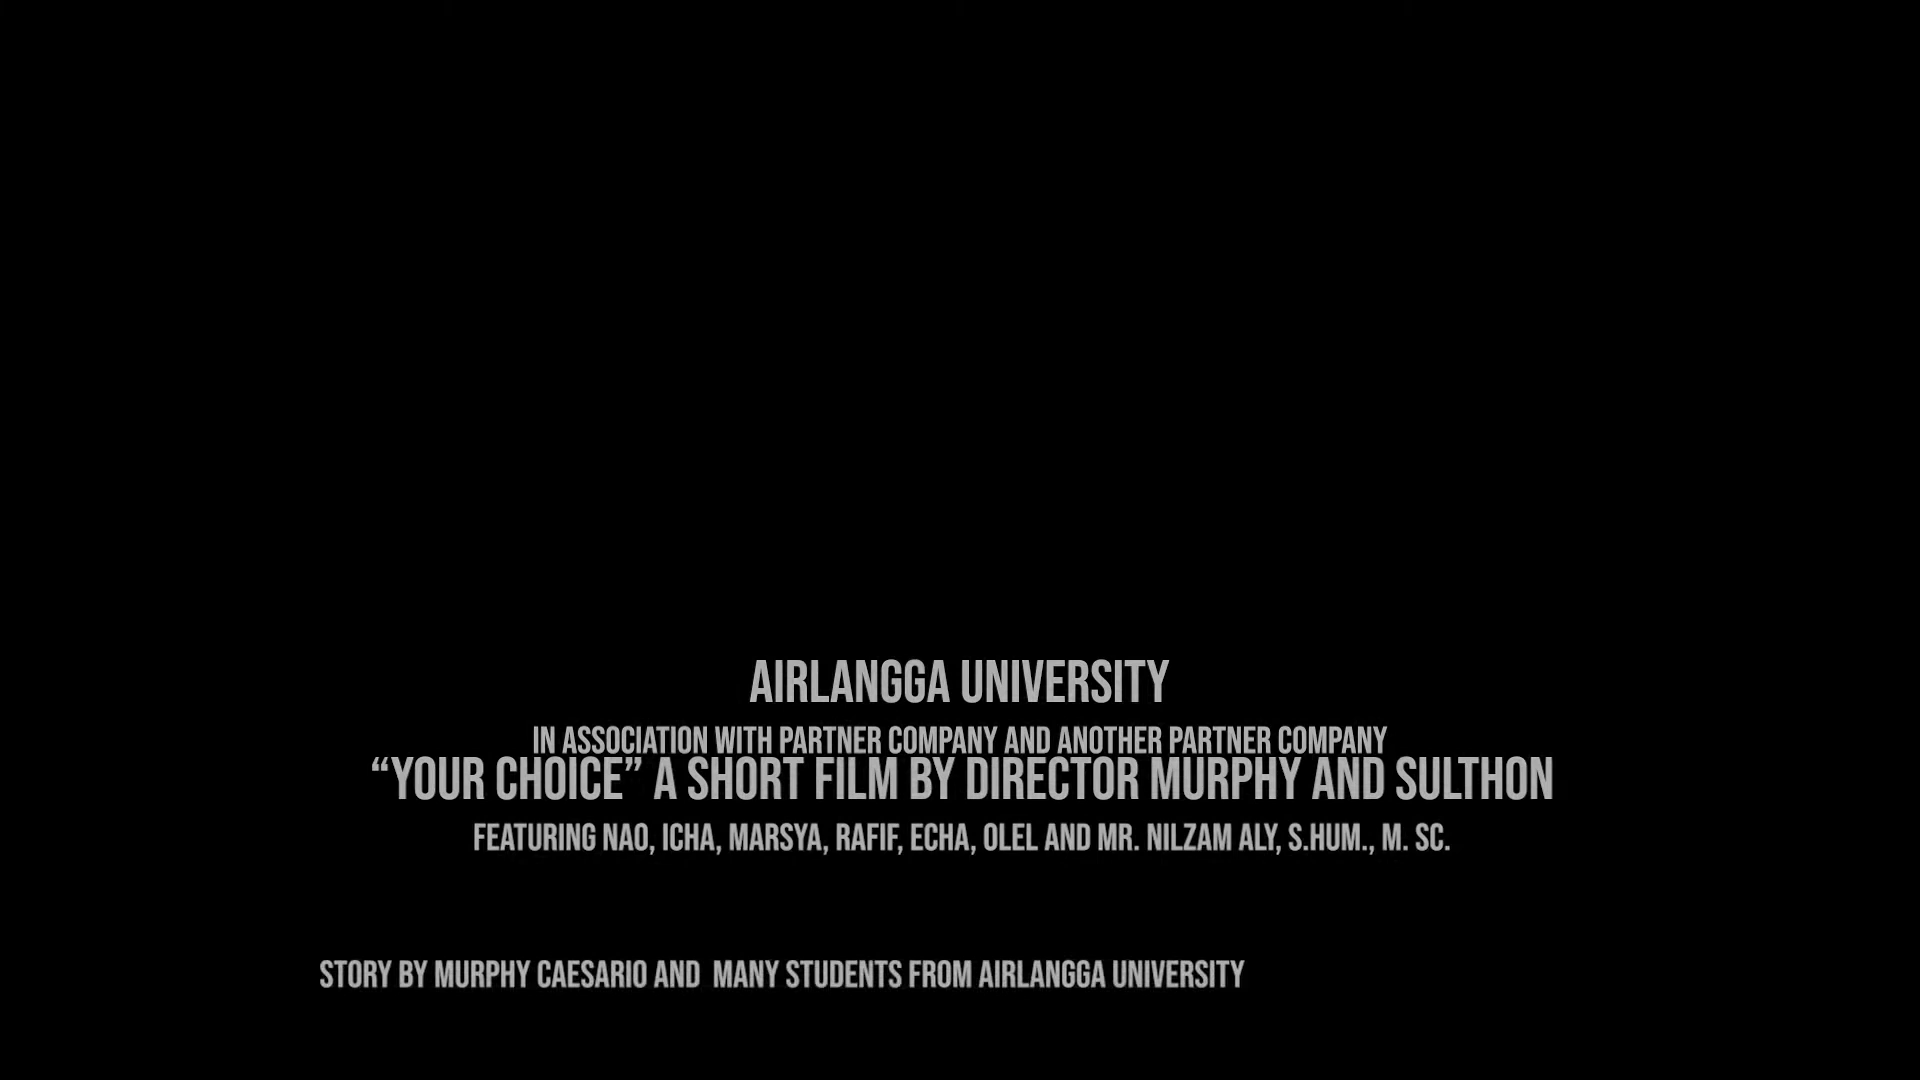 AIRLANGGA UNIVERSITY
IN ASSOCIATION WITH PARTNER COMPANY AND ANOTHER PARTNER COMPANY
“YOUR CHOICE” A SHORT FILM BY DIRECTOR MURPHY AND SULTHON
FEATURING NAO, ICHA, MARSYA, RAFIF, ECHA, OLEL AND MR. NILZAM ALY, S.HUM., M. SC.
STORY BY MURPHY CAESARIO AND  MANY STUDENTS FROM AIRLANGGA UNIVERSITY